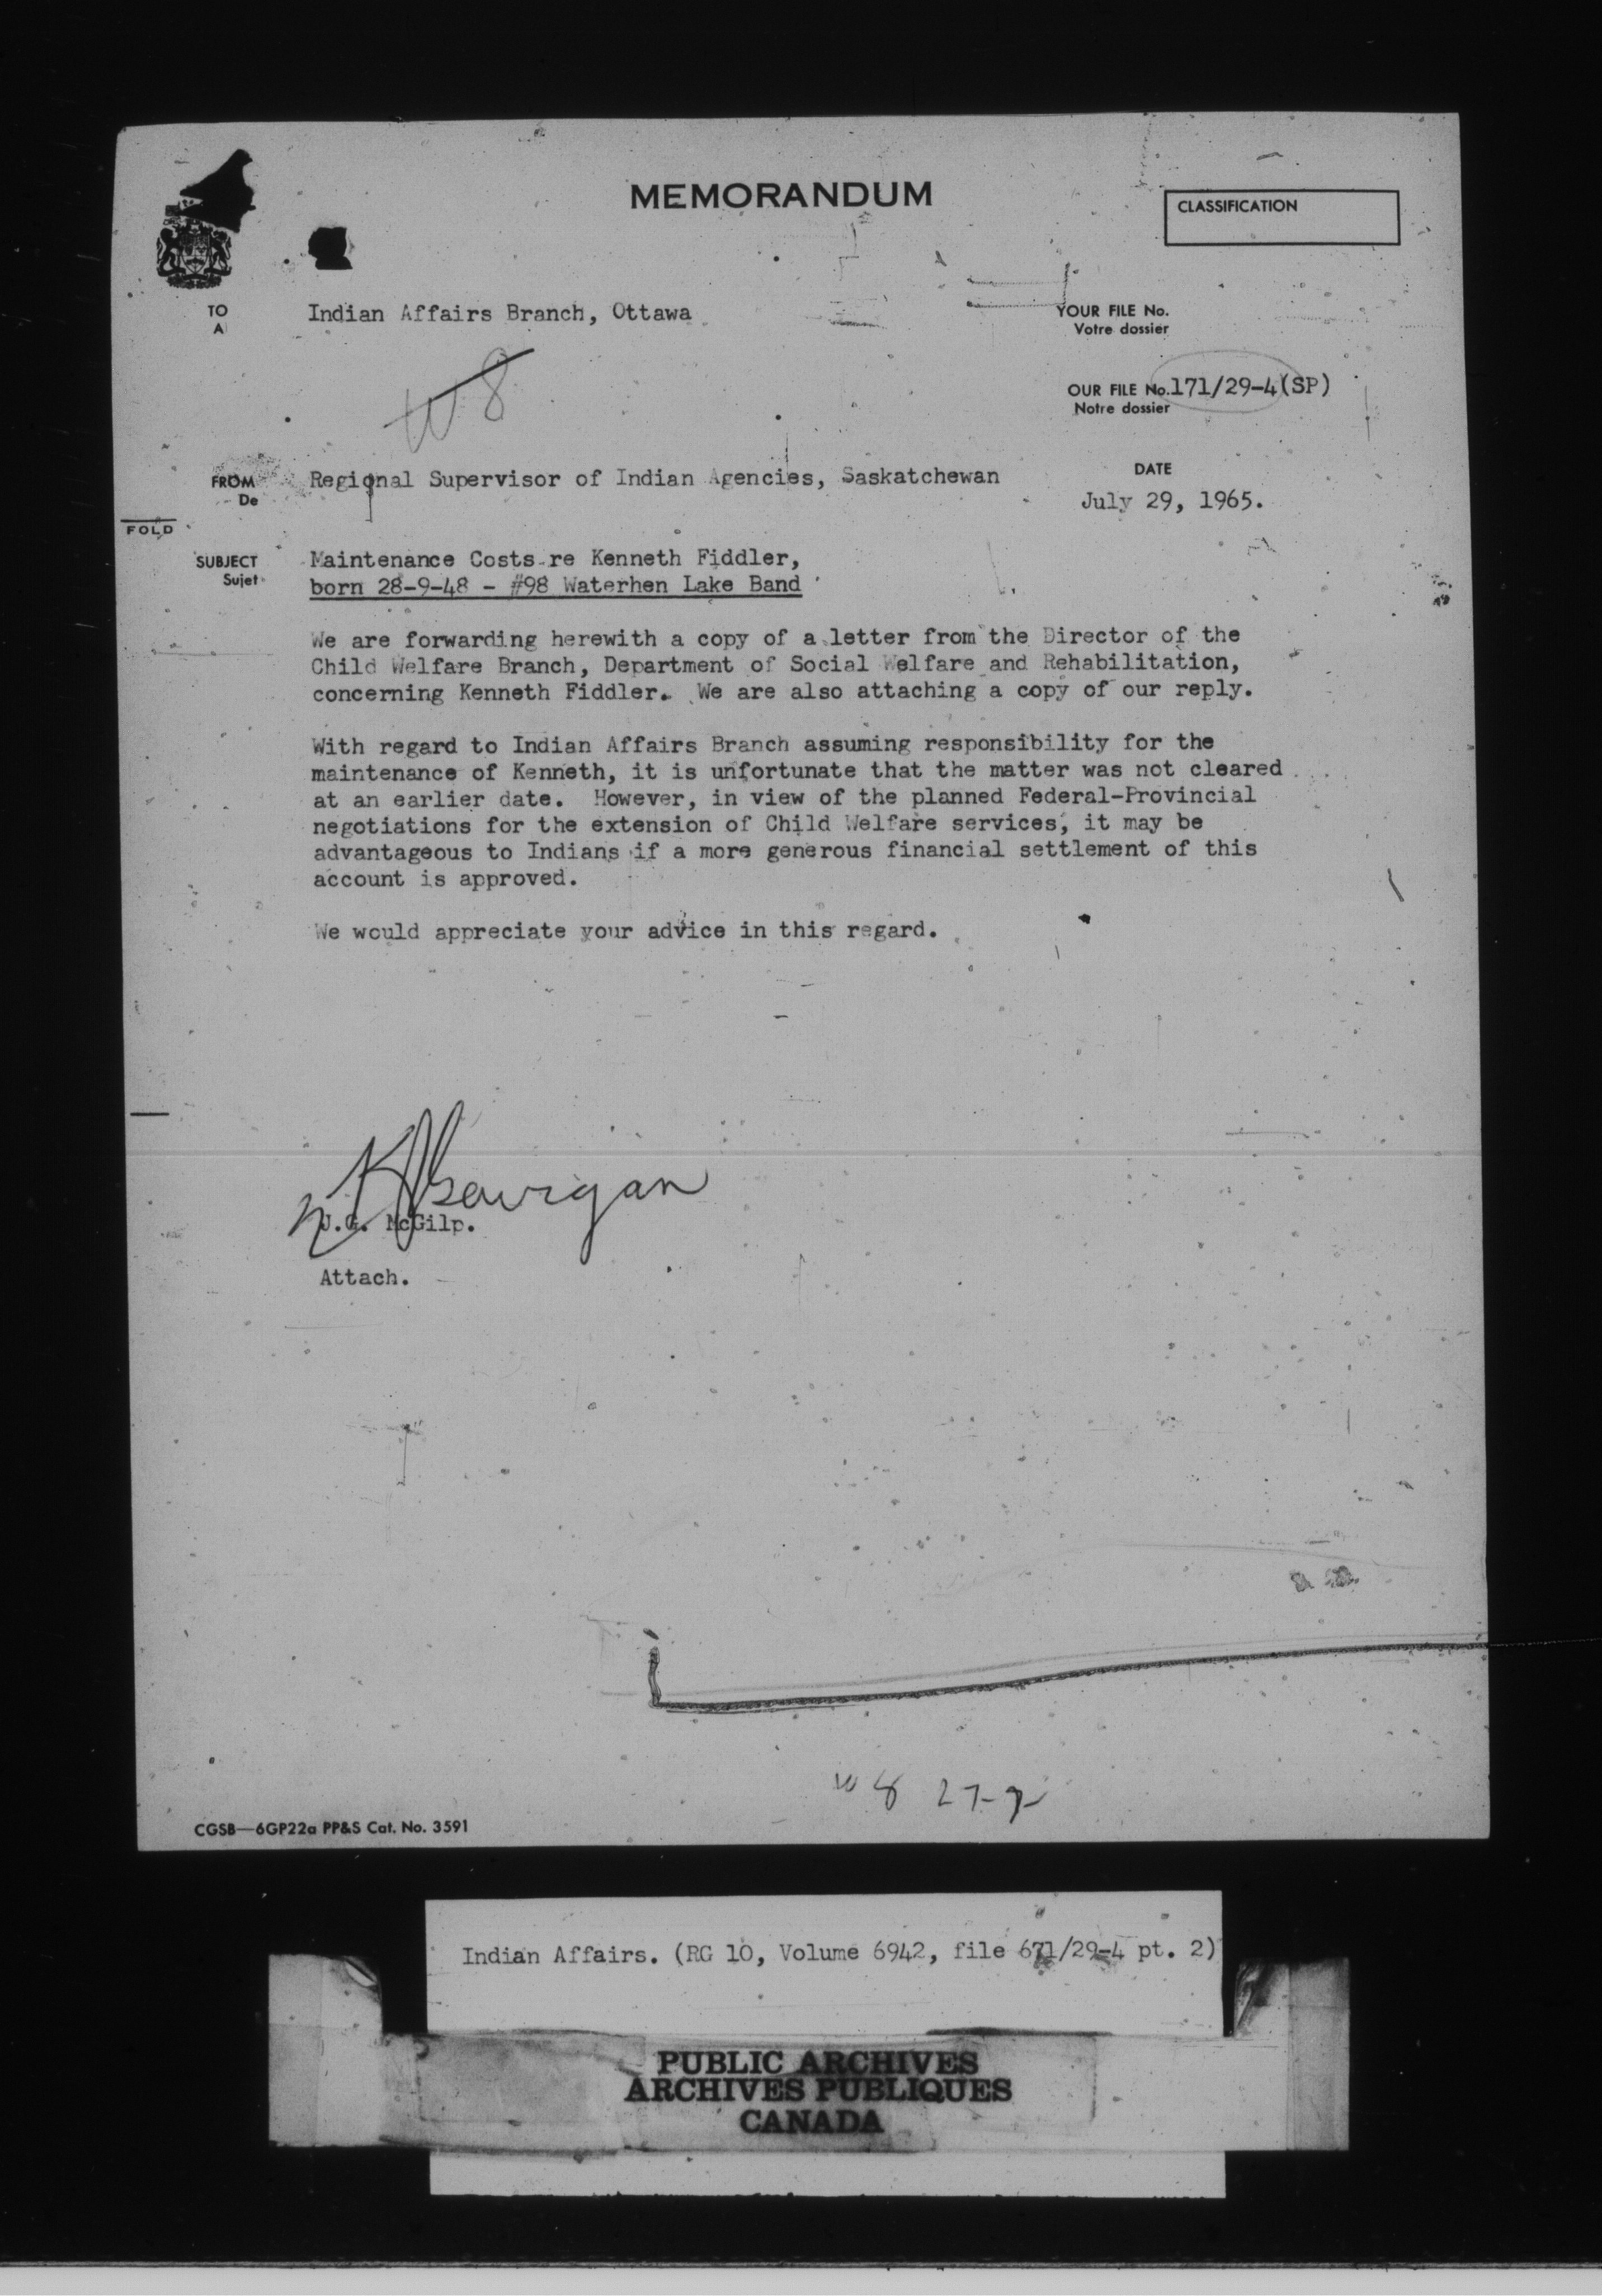 MEMORANDUM
CLASSIFICATION
TO
A
Indian Affairs Branch, Ottawa
YOUR FILE No.
Votre dossier
W 8
OUR FILE No. 171/29-4(SP)
Notre dossier
FROM
De
Regional Supervisor of Indian Agencies, Saskatchewan
DATE
July 29, 1965.
FOLD
SUBJECT
Sujet
Maintenance Costs re Kenneth Fiddler,
born 28-9-48 - #98 Waterhen Lake Band
We are forwarding herewith a copy of a letter from the Director of the
Child Welfare Branch, Department of Social Welfare and Rehabilitation,
concerning Kenneth Fiddler. We are also attaching a copy of our reply.
With regard to Indian Affairs Branch assuming responsibility for the
maintenance of Kenneth, it is unfortunate that the matter was not cleared
at an earlier date. However, in view of the planned Federal-Provincial
negotiations for the extension of Child Welfare services, it may be
advantageous to Indians if a more generous financial settlement of this
account is approved.
We would appreciate your advice in this regard.
J.G. McGilp.
Attach.
W 8 27-7
CGSB—6GP22a PP&S Cat. No. 3591
Indian Affairs. (RG 10, Volume 6942, file 671/29-4 pt. 2)
PUBLIC ARCHIVES
ARCHIVES PUBLIQUES
CANADA